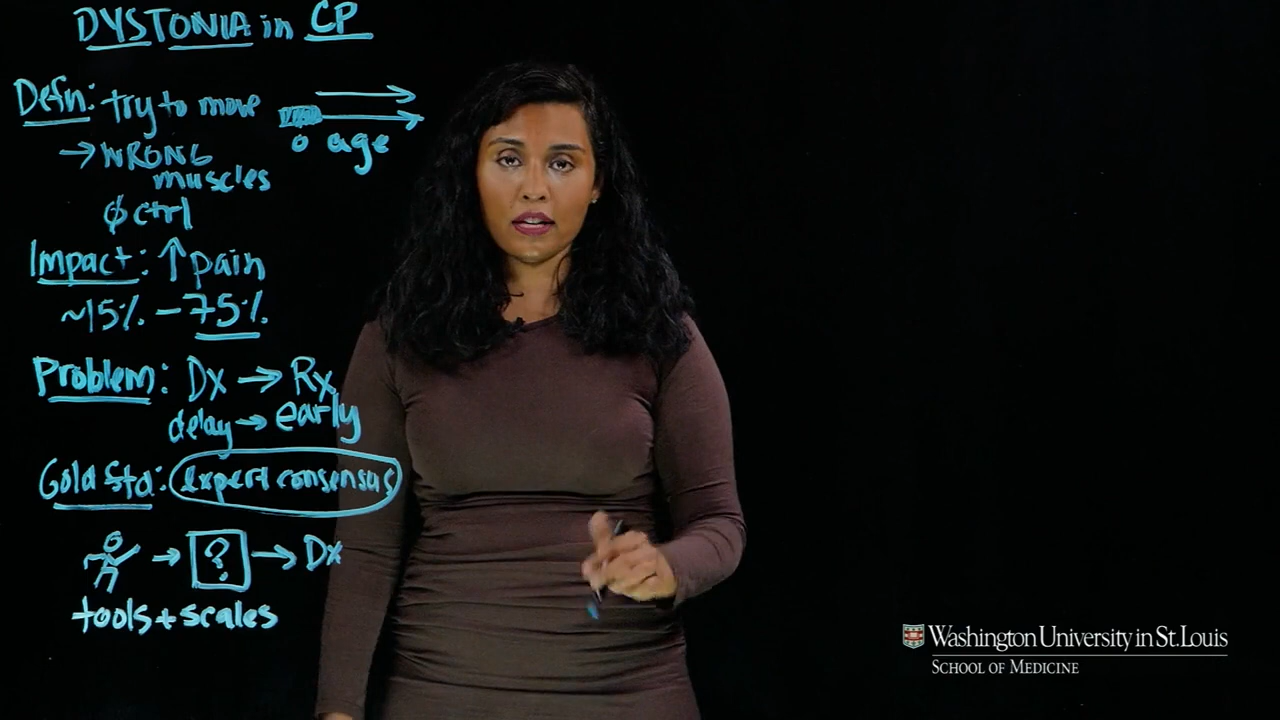 DYSTONIA in CP
Defn: try to move
0 age
→ WRONG
muscles
∅ ctrl
Impact: ↑ pain
~15% – 75%
Problem: Dx → Rx
delay → early
Gold Std: expert consensus
→ ? → Dx
tools + scales
Washington University in St. Louis
SCHOOL OF MEDICINE